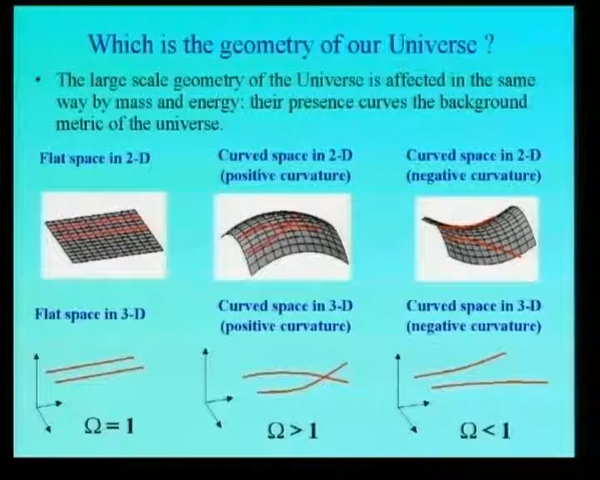 Which is the geometry of our Universe ?
• The large scale geometry of the Universe is affected in the same
way by mass and energy: their presence curves the background
metric of the universe.
Flat space in 2-D
Curved space in 2-D
(positive curvature)
Curved space in 2-D
(negative curvature)
Flat space in 3-D
Curved space in 3-D
(positive curvature)
Curved space in 3-D
(negative curvature)
Ω = 1
Ω > 1
Ω < 1